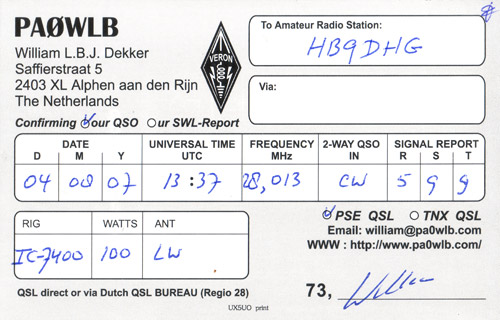 PAØWLB
William L.B.J. Dekker
Saffierstraat 5
2403 XL Alphen aan den Rijn
The Netherlands
VERON
To Amateur Radio Station:
HB9DHG
Via:
Confirming our QSO Our SWL-Report
DATE UNIVERSAL TIME FREQUENCY 2-WAY QSO SIGNAL REPORT
D M Y UTC MHz IN R S T
04 08 07 13:37 28,013 CW 5 9 9
RIG WATTS ANT
IC-7400 100 LW
PSE QSL TNX QSL
Email: william@pa0wlb.com
WWW : http://www.pa0wlb.com/
QSL direct or via Dutch QSL BUREAU (Regio 28)
73, William
UX5UO print